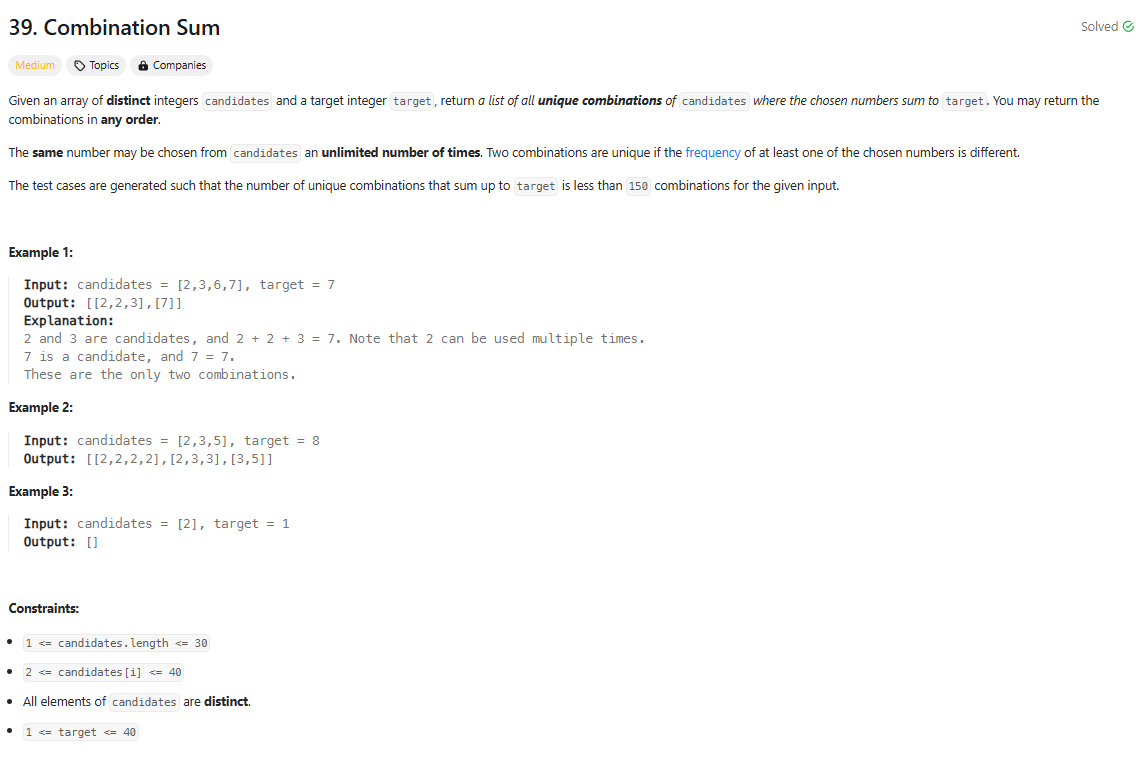 39. Combination Sum
Solved
Medium
Topics
Companies
Given an array of distinct integers candidates and a target integer target, return a list of all unique combinations of candidates where the chosen numbers sum to target. You may return the
combinations in any order.
The same number may be chosen from candidates an unlimited number of times. Two combinations are unique if the frequency of at least one of the chosen numbers is different.
The test cases are generated such that the number of unique combinations that sum up to target is less than 150 combinations for the given input.
Example 1:
Input: candidates = [2,3,6,7], target = 7
Output: [[2,2,3],[7]]
Explanation:
2 and 3 are candidates, and 2 + 2 + 3 = 7. Note that 2 can be used multiple times.
7 is a candidate, and 7 = 7.
These are the only two combinations.
Example 2:
Input: candidates = [2,3,5], target = 8
Output: [[2,2,2,2],[2,3,3],[3,5]]
Example 3:
Input: candidates = [2], target = 1
Output: []
Constraints:
• 1 <= candidates.length <= 30
• 2 <= candidates[i] <= 40
• All elements of candidates are distinct.
• 1 <= target <= 40